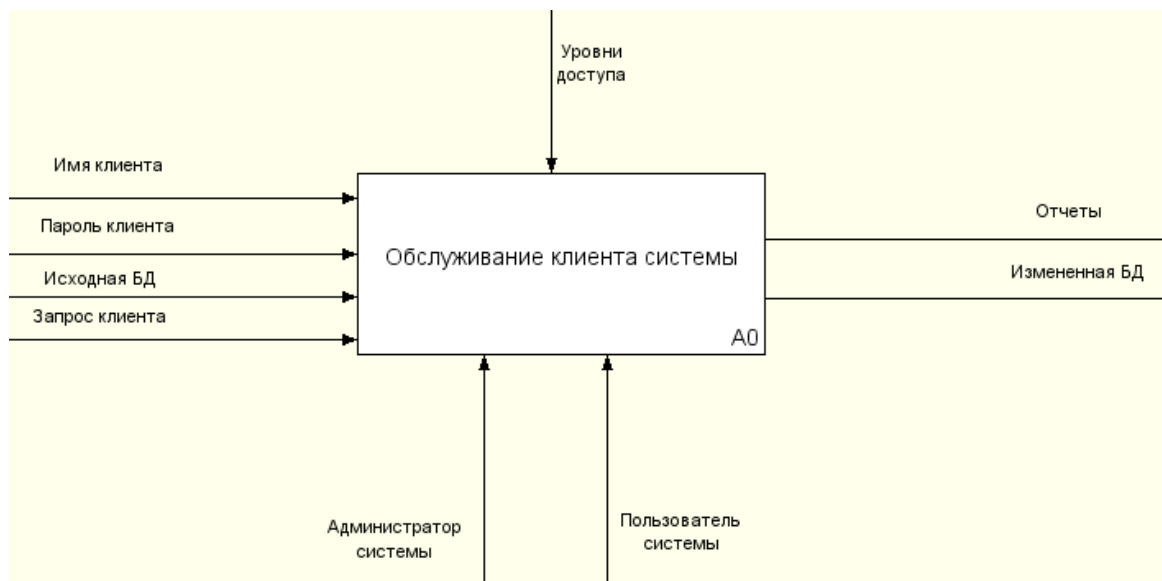 Уровни
доступа
Имя клиента
Пароль клиента
Исходная БД
Запрос клиента
Обслуживание клиента системы
A0
Отчеты
Измененная БД
Администратор
системы
Пользователь
системы